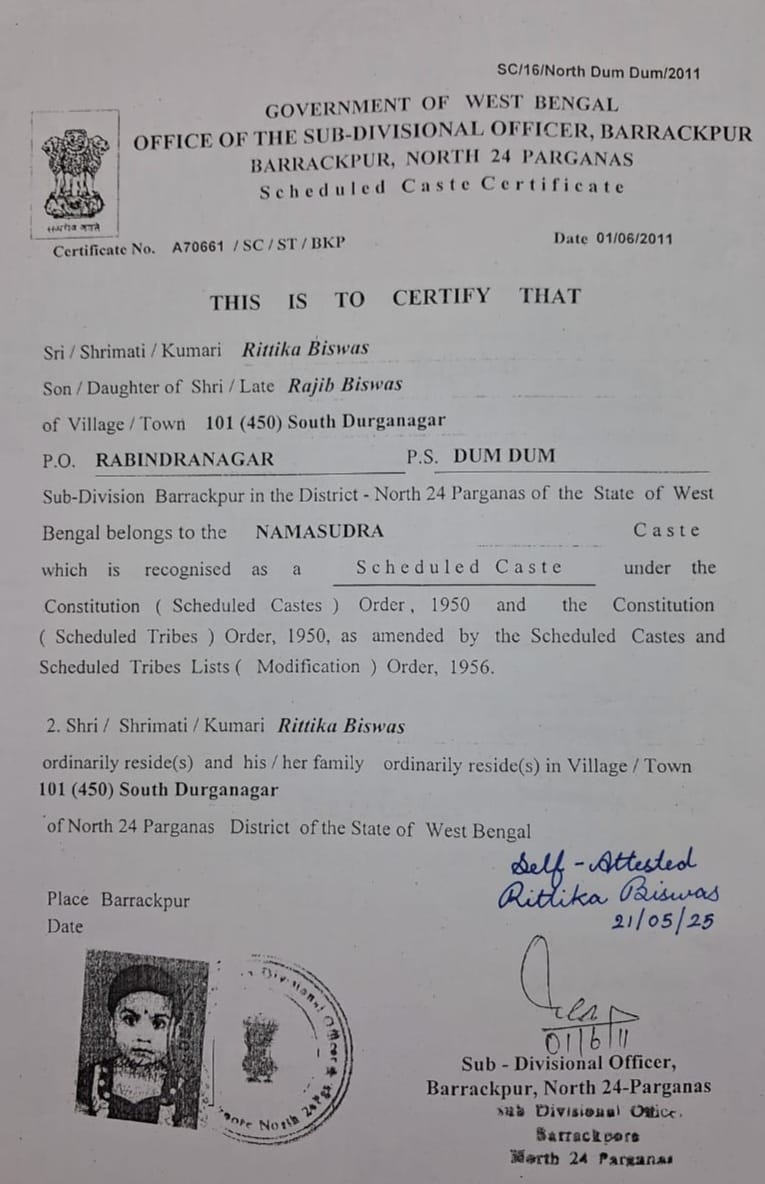 SC/16/North Dum Dum/2011
GOVERNMENT OF WEST BENGAL
OFFICE OF THE SUB-DIVISIONAL OFFICER, BARRACKPUR
BARRACKPUR, NORTH 24 PARGANAS
Scheduled Caste Certificate
Certificate No. A70661 / SC / ST / BKP
Date 01/06/2011
THIS IS TO CERTIFY THAT
Sri / Shrimati / Kumari Rittika Biswas
Son / Daughter of Shri / Late Rajib Biswas
of Village / Town 101 (450) South Durganagar
P.O. RABINDRANAGAR P.S. DUM DUM
Sub-Division Barrackpur in the District - North 24 Parganas of the State of West
Bengal belongs to the NAMASUDRA Caste
which is recognised as a Scheduled Caste under the
Constitution ( Scheduled Castes ) Order, 1950 and the Constitution
( Scheduled Tribes ) Order, 1950, as amended by the Scheduled Castes and
Scheduled Tribes Lists ( Modification ) Order, 1956.
2. Shri / Shrimati / Kumari Rittika Biswas
ordinarily reside(s) and his / her family ordinarily reside(s) in Village / Town
101 (450) South Durganagar
of North 24 Parganas District of the State of West Bengal
Self-Attested
Rittika Biswas
21/05/25
Place Barrackpur
Date
01/6/11
Sub - Divisional Officer,
Barrackpur, North 24-Parganas
Sub Divisional Office.
Barrackpore
North 24 Parganas